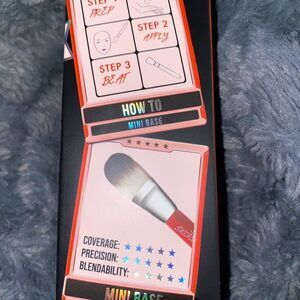 STEP 1
PREP
STEP 2
APPLY
STEP 3
BEAT
HOW TO
MINI BASE
COVERAGE: ★★★★★
PRECISION: ★★★★★
BLENDABILITY: ★★★★★
MINI BASE